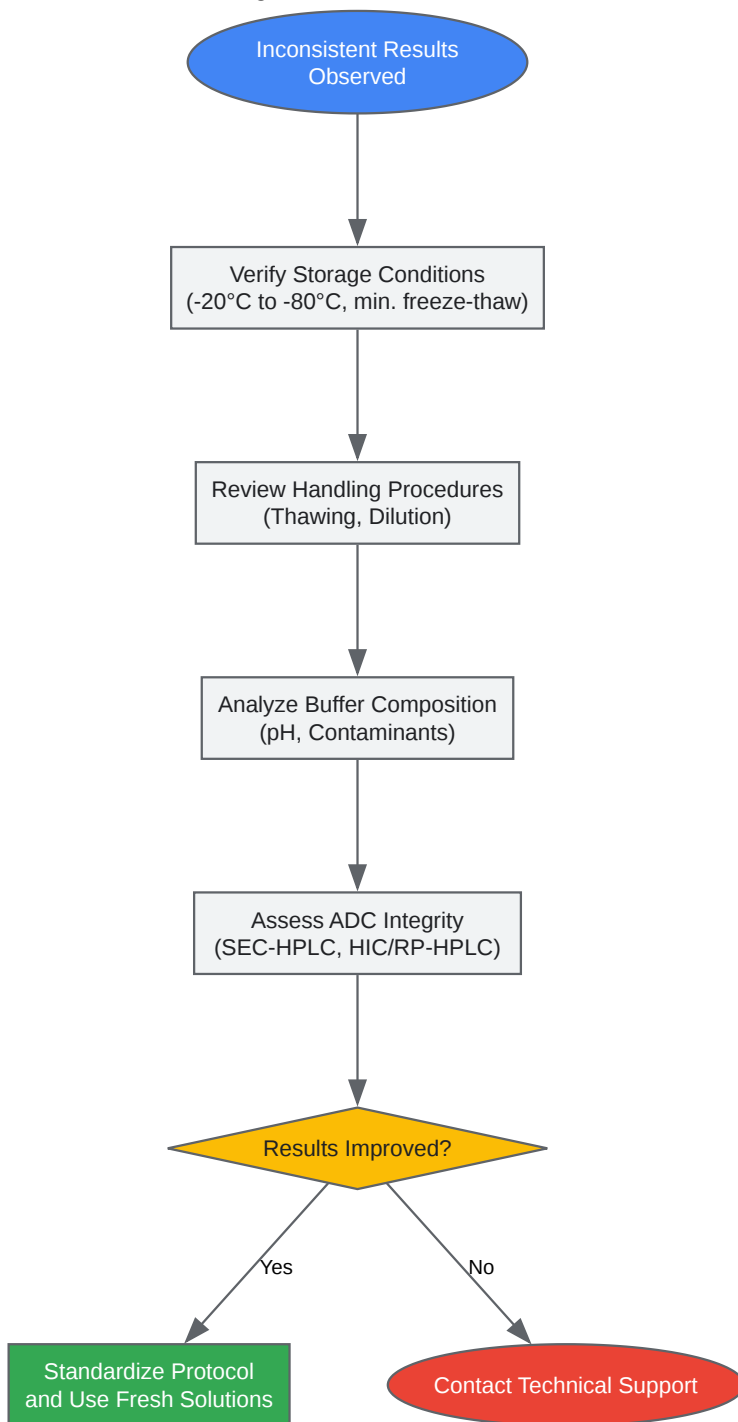 Inconsistent Results
Observed
Verify Storage Conditions
(-20°C to -80°C, min. freeze-thaw)
Review Handling Procedures
(Thawing, Dilution)
Analyze Buffer Composition
(pH, Contaminants)
Assess ADC Integrity
(SEC-HPLC, HIC/RP-HPLC)
Results Improved?
Yes
No
Standardize Protocol
and Use Fresh Solutions
Contact Technical Support